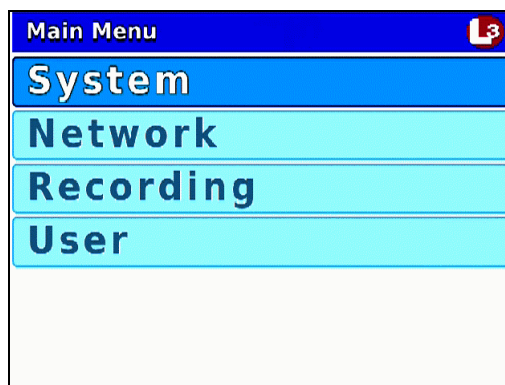 Main Menu
L3
System
Network
Recording
User